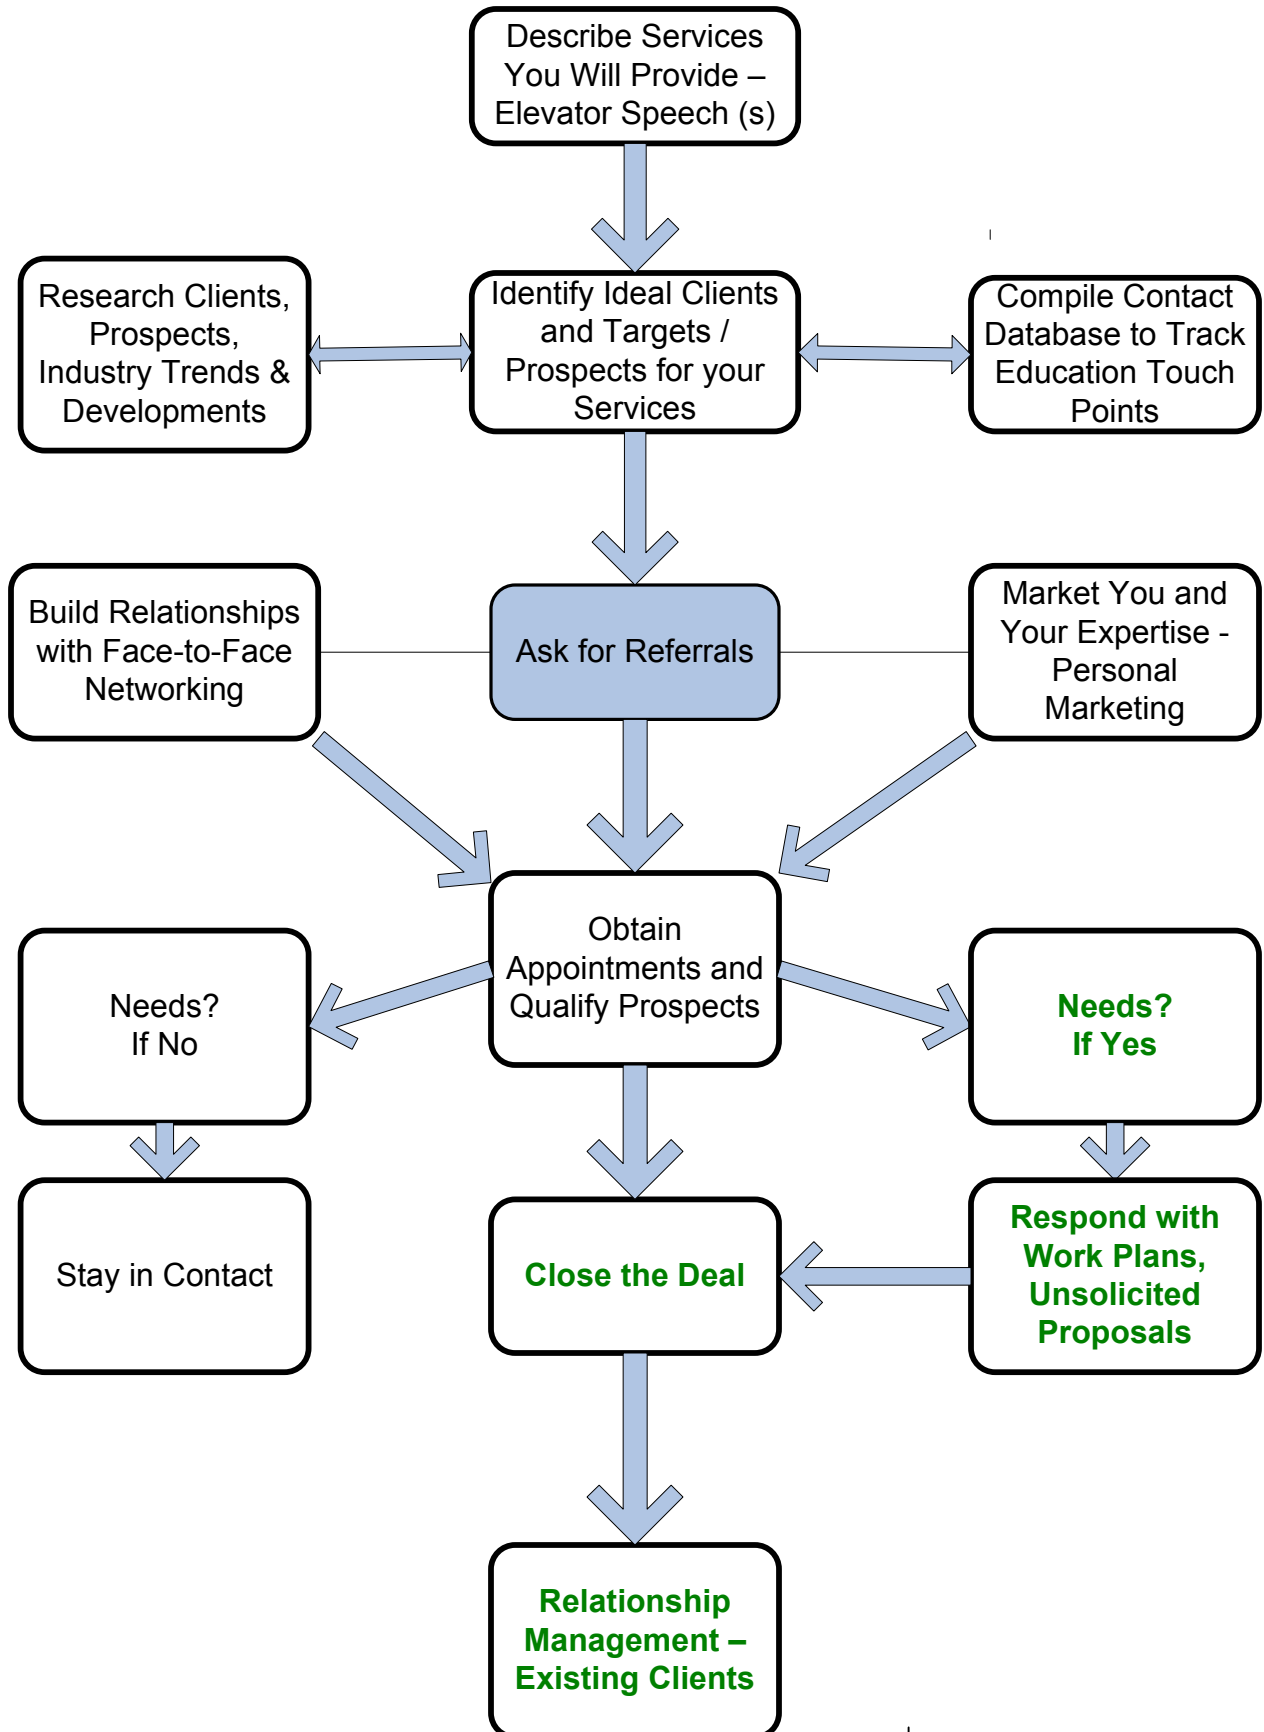 Describe Services
You Will Provide –
Elevator Speech (s)
Research Clients,
Prospects,
Industry Trends &
Developments
Identify Ideal Clients
and Targets /
Prospects for your
Services
Compile Contact
Database to Track
Education Touch
Points
Build Relationships
with Face-to-Face
Networking
Ask for Referrals
Market You and
Your Expertise -
Personal
Marketing
Obtain
Appointments and
Qualify Prospects
Needs?
If No
Needs?
If Yes
Stay in Contact
Close the Deal
Respond with
Work Plans,
Unsolicited
Proposals
Relationship
Management –
Existing Clients